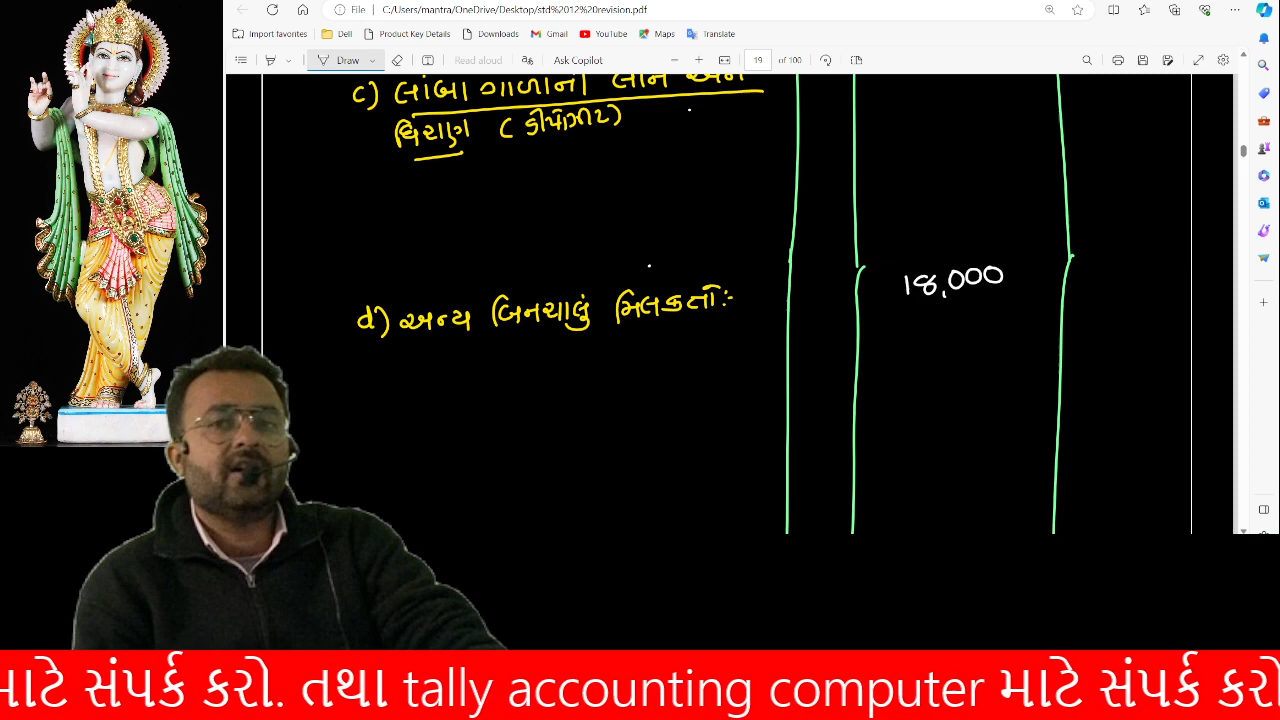 File
C:/Users/mantra/OneDrive/Desktop/std%2012%20revision.pdf
Import favorites
Dell
Product Key Details
Downloads
Gmail
YouTube
Maps
Translate
Draw
Read aloud
Ask Copilot
19
of 100
c) લાંબા ગાળાની લોન અને
ધિરાણ (ડીપોઝીટ)
d) અન્ય બિનચાલું મિલકતો:-
18,000
માટે સંપર્ક કરો. તથા tally accounting computer માટે સંપર્ક કરો